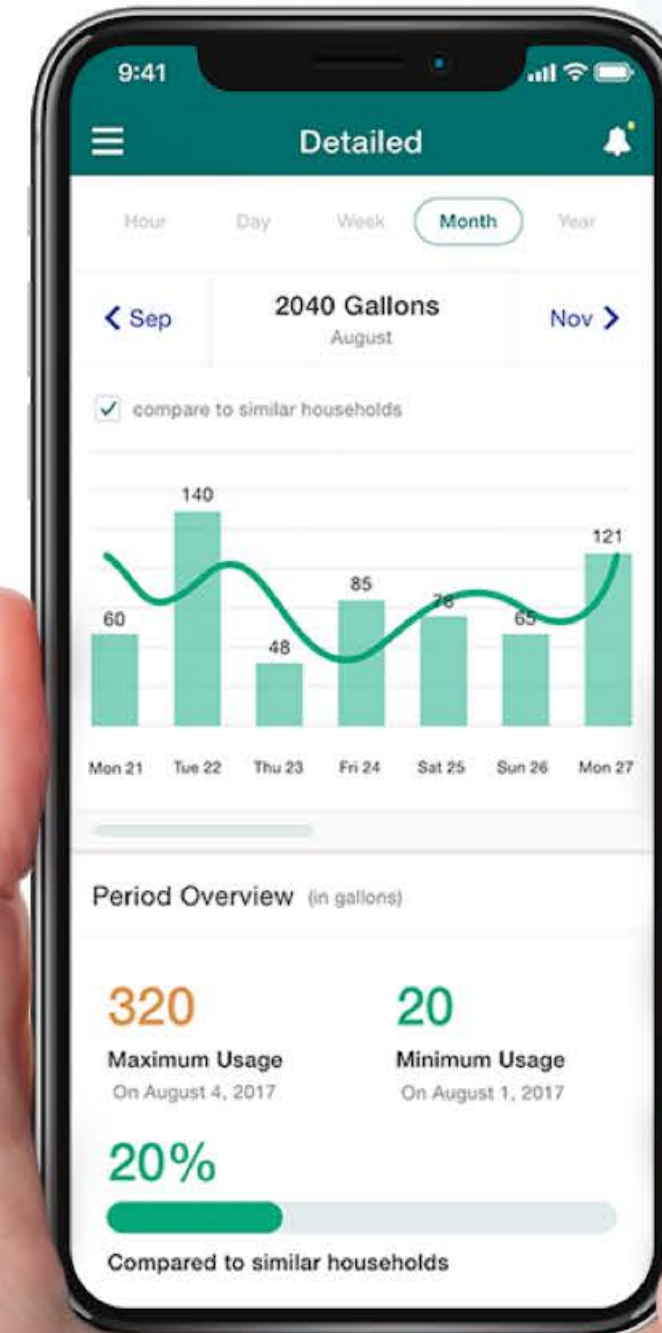 9:41
Detailed
Hour Day Week Month Year
Sep 2040 Gallons Nov
August
compare to similar households
140
121
85
76
60 65
48
Mon 21 Tue 22 Thu 23 Fri 24 Sat 25 Sun 26 Mon 27
Period Overview (in gallons)
320 20
Maximum Usage Minimum Usage
On August 4, 2017 On August 1, 2017
20%
Compared to similar households